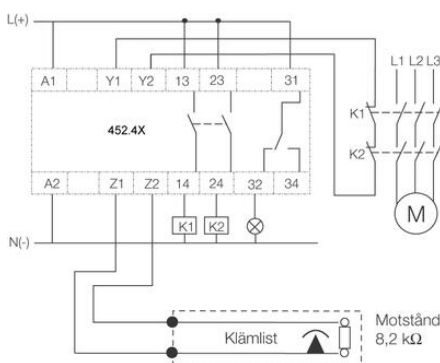 L(+)
A1 Y1 Y2 13 23 31
L1 L2 L3
452.4X
K1
K2
A2 Z1 Z2 14 24 32 34
K1 K2
M
N(-)
Klämlist
Motstånd
8,2 kΩ